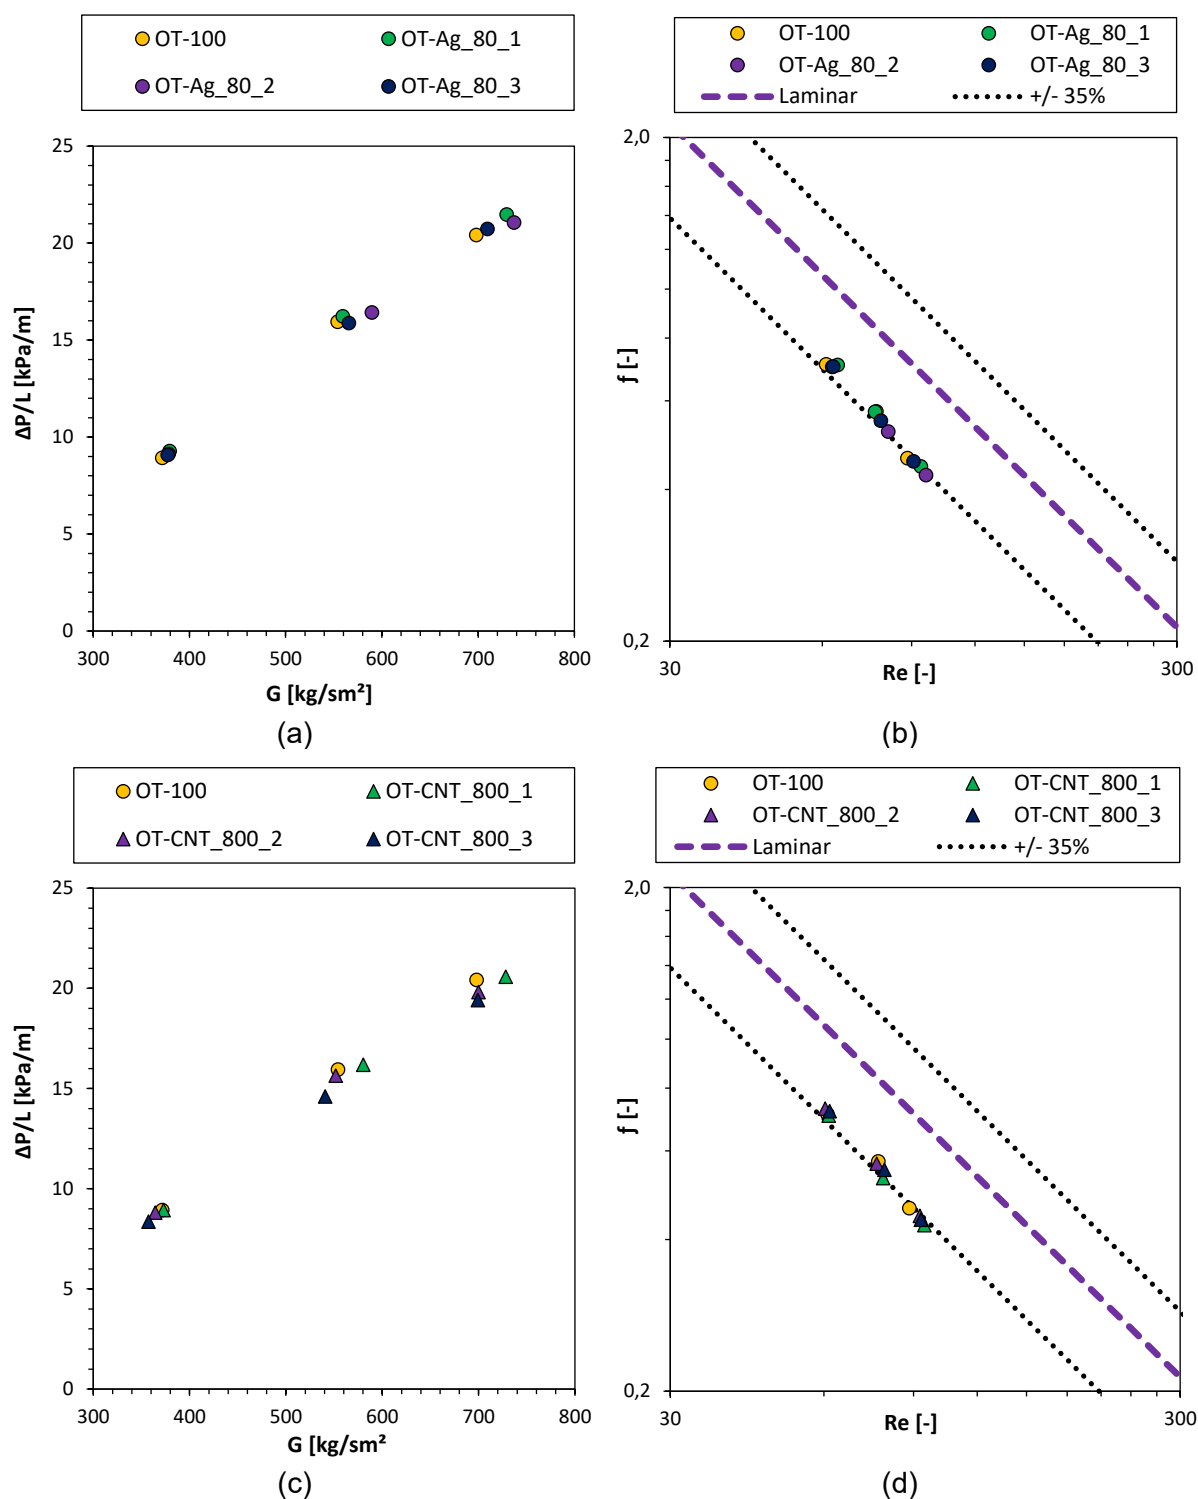 OT-100 OT-Ag_80_1
OT-Ag_80_2 OT-Ag_80_3
25
20
15
10
5
0
300 400 500 600 700 800
ΔP/L [kPa/m]
G [kg/sm²]
(a)
OT-100 OT-Ag_80_1
OT-Ag_80_2 OT-Ag_80_3
Laminar +/- 35%
2,0
0,2
30 300
ƒ [-]
Re [-]
(b)
OT-100 OT-CNT_800_1
OT-CNT_800_2 OT-CNT_800_3
25
20
15
10
5
0
300 400 500 600 700 800
ΔP/L [kPa/m]
G [kg/sm²
(c)
OT-100 OT-CNT_800_1
OT-CNT_800_2 OT-CNT_800_3
Laminar +/- 35%
2,0
0,2
30 300
ƒ [-]
Re [-]
(d)